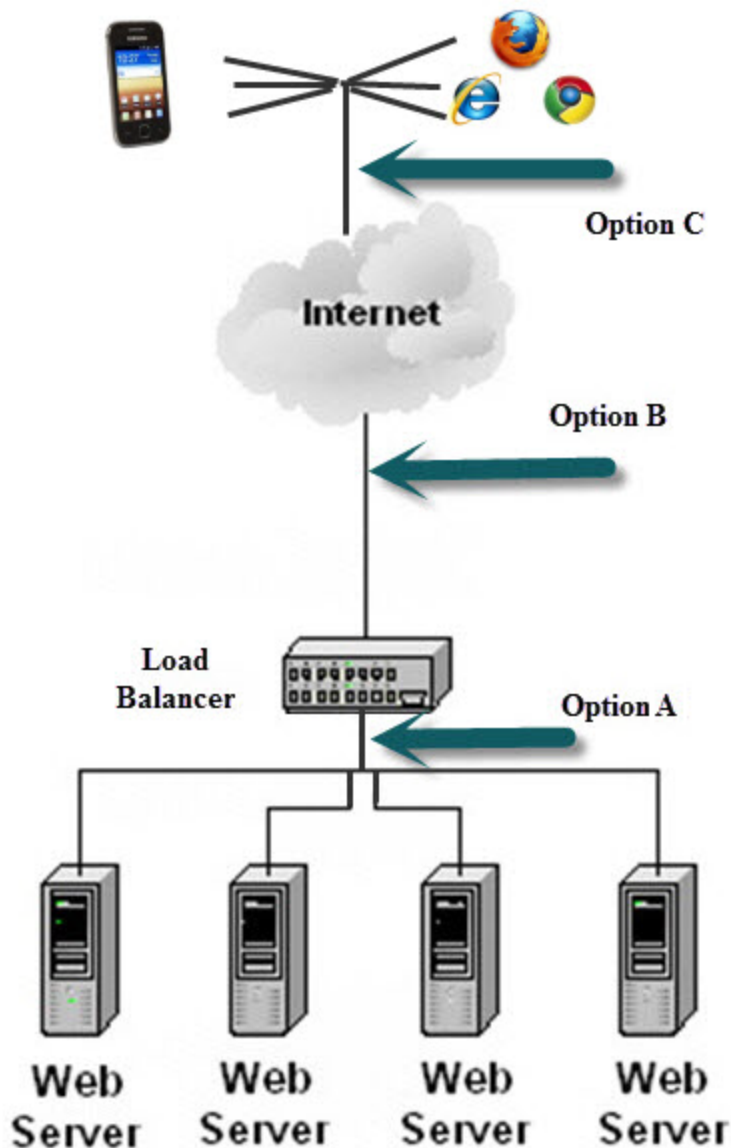 Option C
Internet
Option B
Load
Balancer
Option A
Web
Server
Web
Server
Web
Server
Web
Server